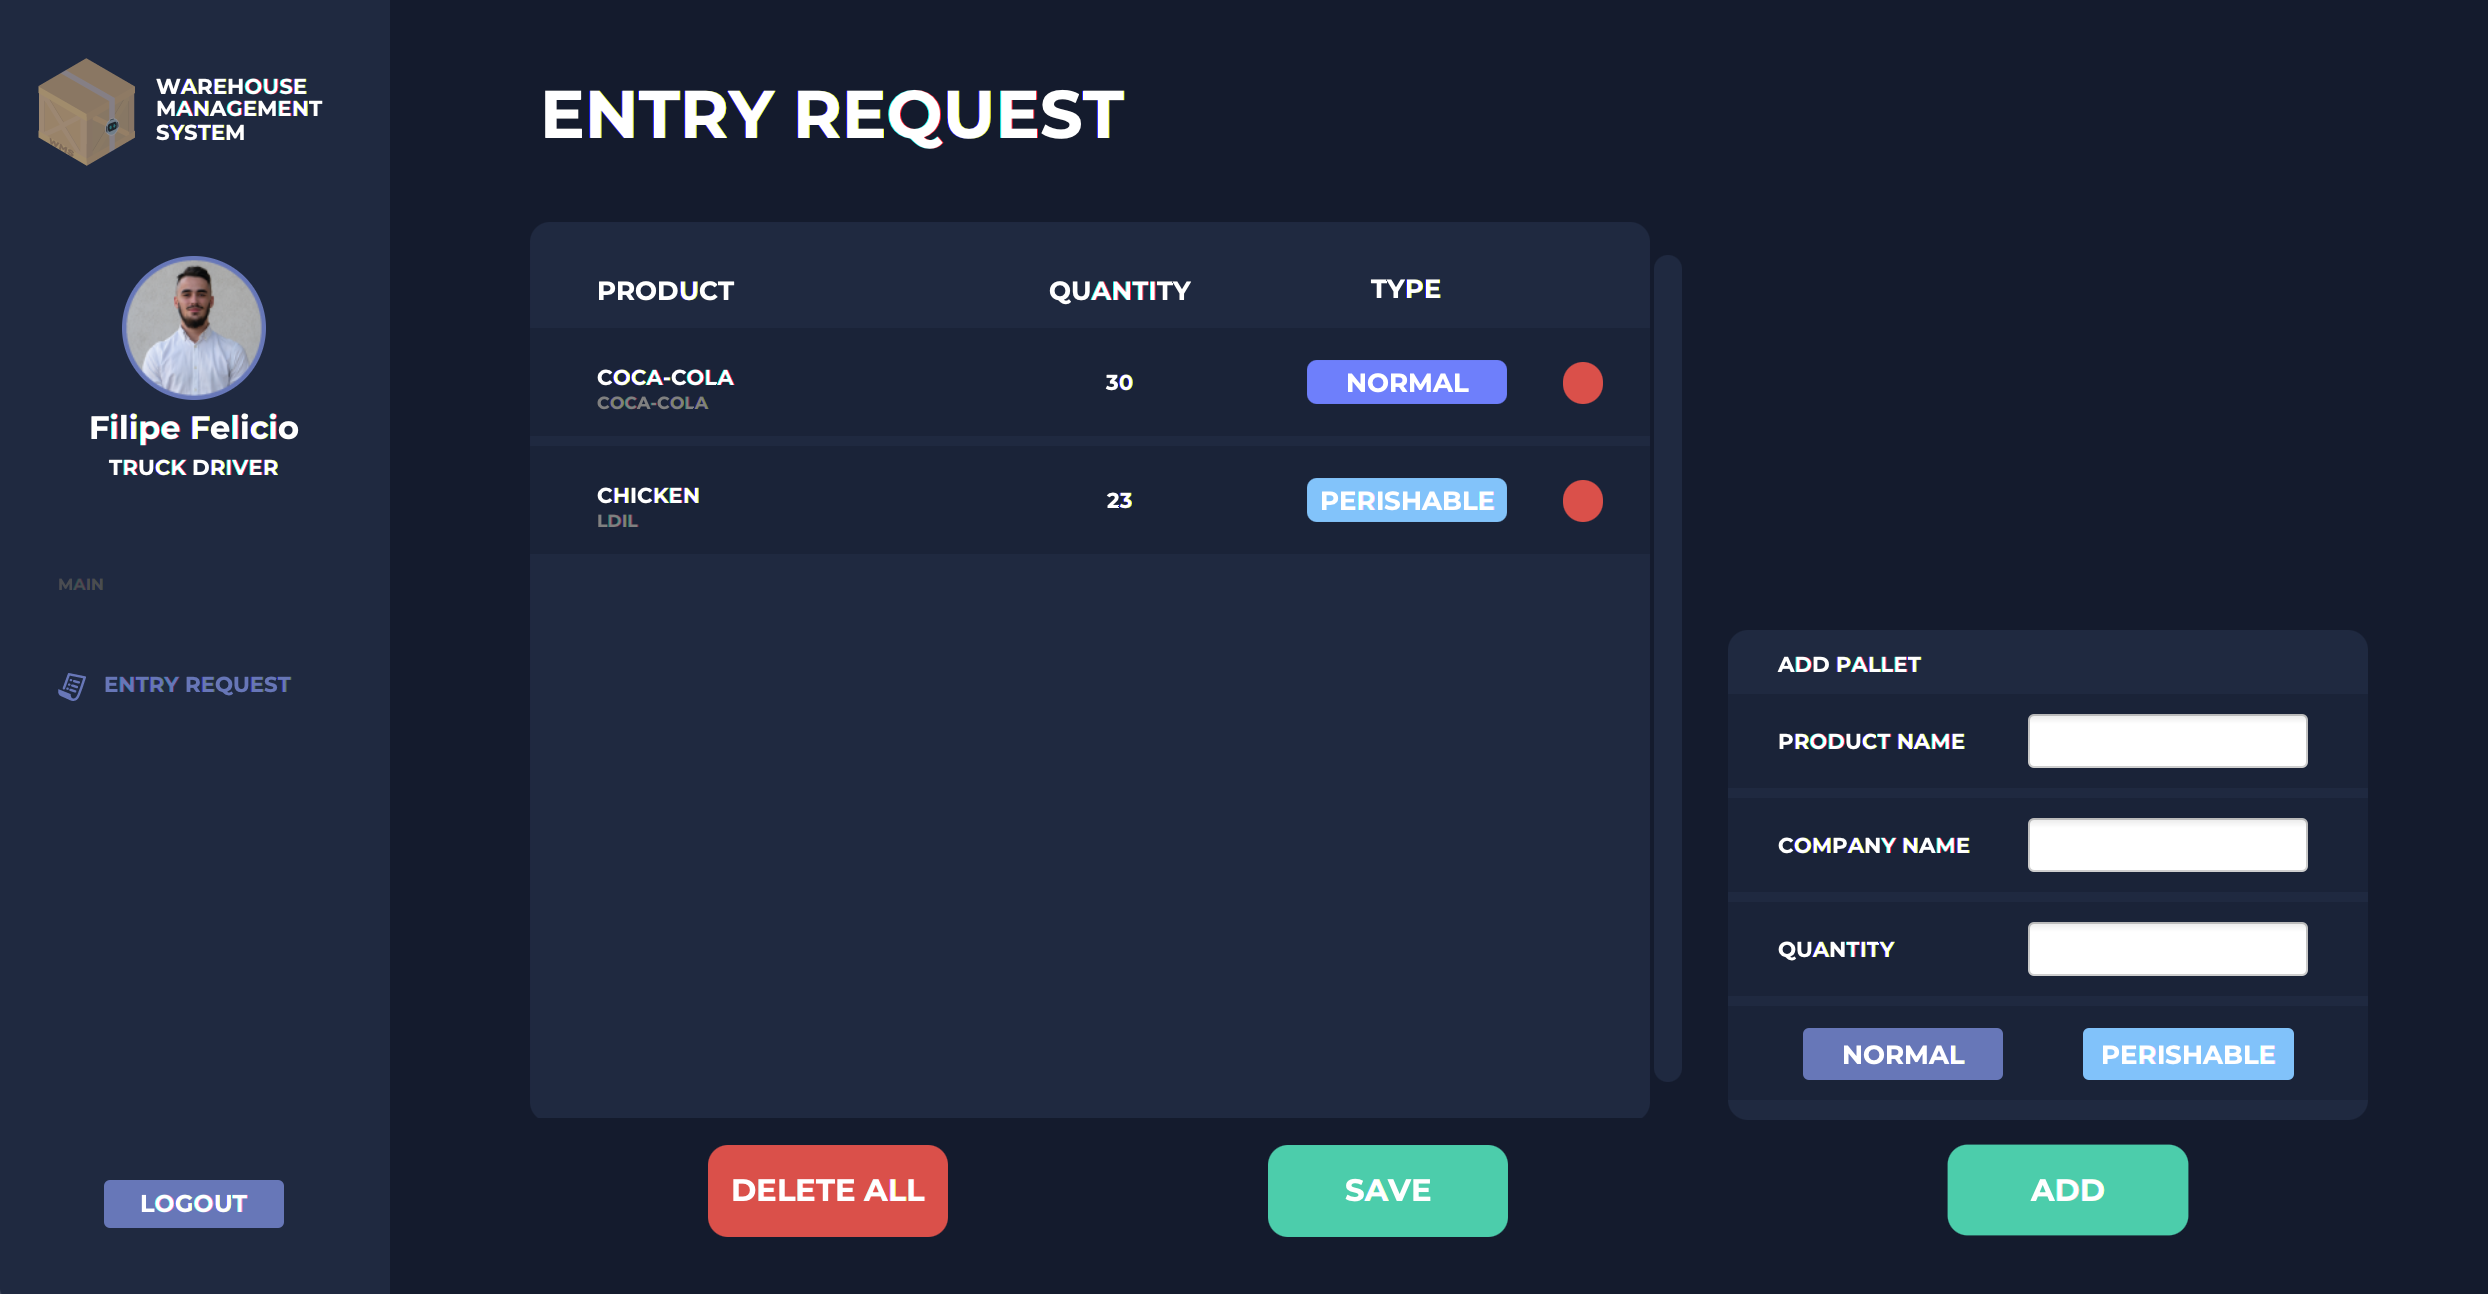 WAREHOUSE
MANAGEMENT
SYSTEM
WMS
Filipe Felicio
TRUCK DRIVER
MAIN
ENTRY REQUEST
LOGOUT
ENTRY REQUEST
PRODUCT QUANTITY TYPE
COCA-COLA 30 NORMAL
COCA-COLA
CHICKEN 23 PERISHABLE
LDIL
DELETE ALL
SAVE
ADD PALLET
PRODUCT NAME
COMPANY NAME
QUANTITY
NORMAL PERISHABLE
ADD